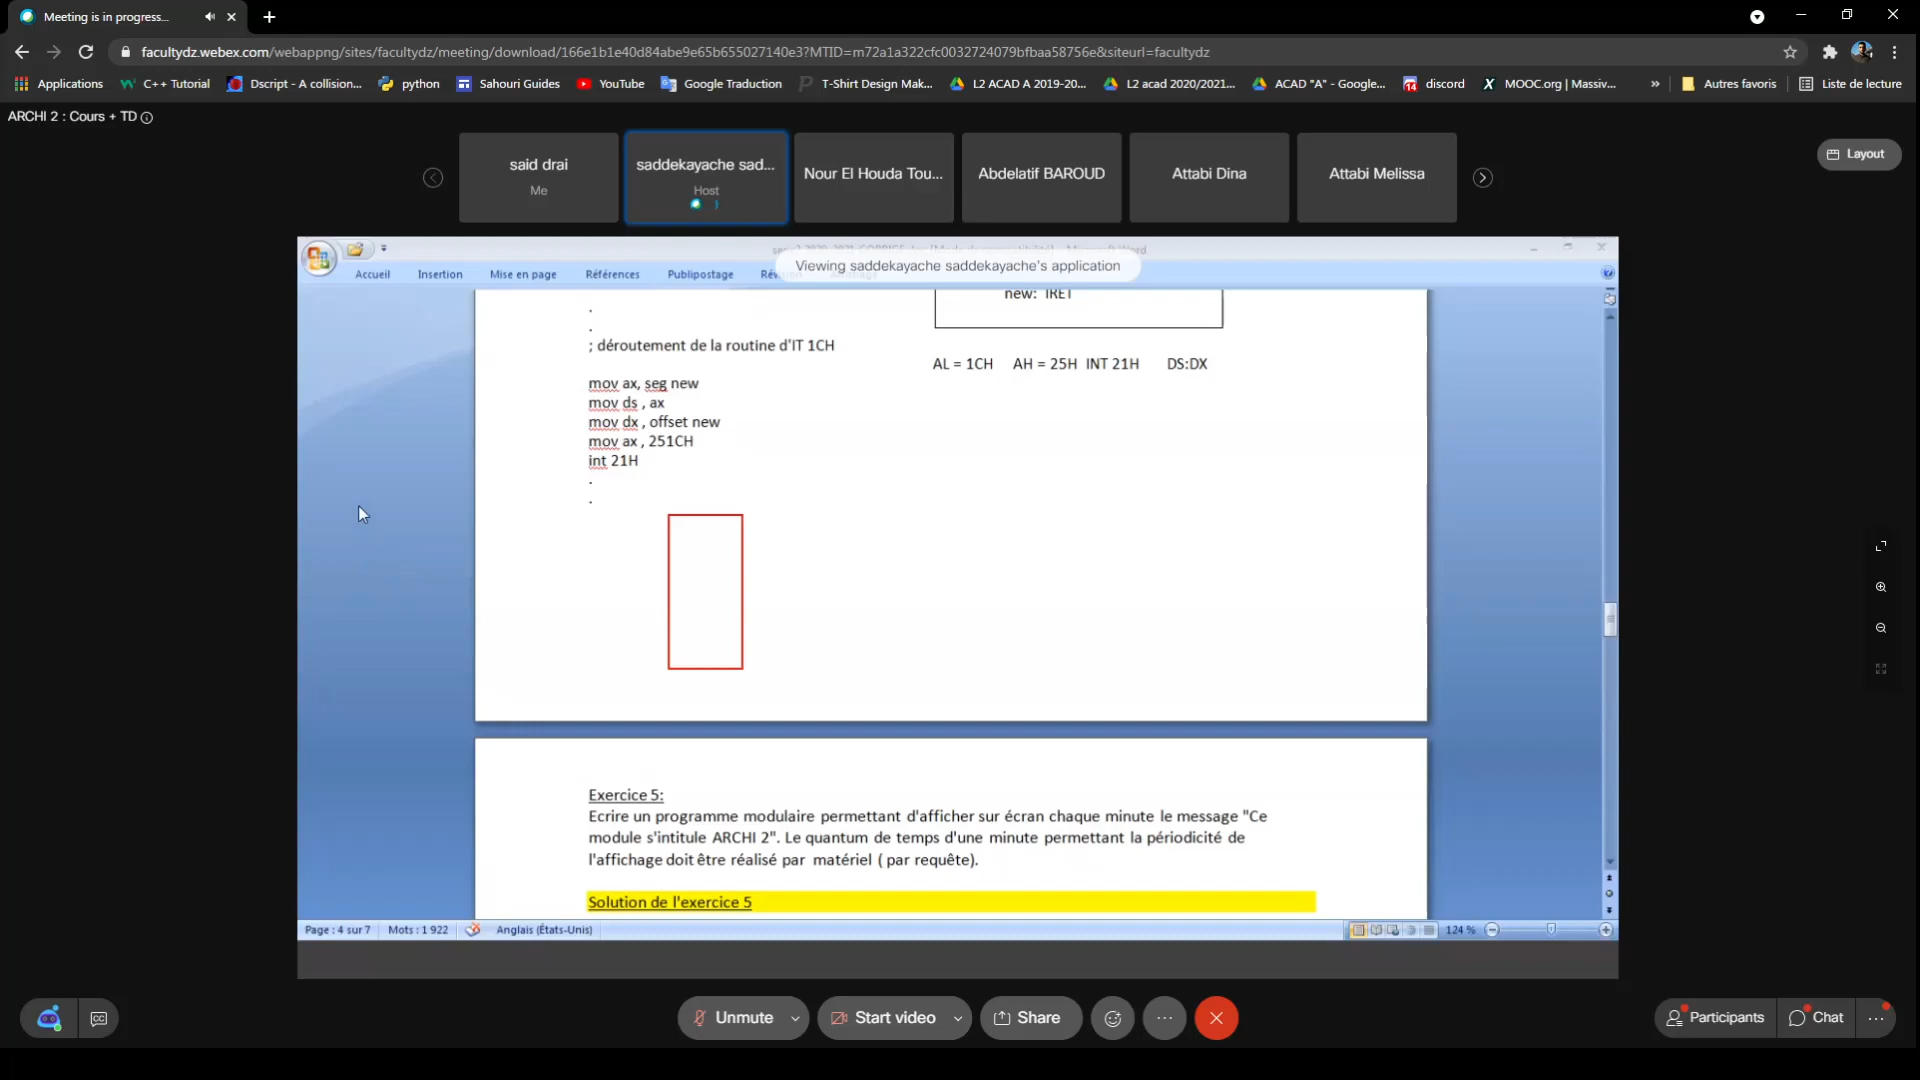 Meeting is in progress...
facultydz.webex.com/webappng/sites/facultydz/meeting/download/166e1b1e40d84abe9e65b655027140e3?MTID=m72a1a322cfc0032724079bfbaa58756e&siteurl=facultydz
Applications C++ Tutorial Dscript - A collision... python Sahouri Guides YouTube Google Traduction T-Shirt Design Mak... L2 ACAD A 2019-20... L2 acad 2020/2021... ACAD "A" - Google... 14 discord MOOC.org | Massiv... » Autres favoris Liste de lecture
ARCHI 2 : Cours + TD
Layout
said drai
Me
saddekayache sad...
Host
Nour El Houda Tou...
Abdelatif BAROUD
Attabi Dina
Attabi Melissa
Viewing saddekayache saddekayache's application
Accueil Insertion Mise en page Références Publipostage
new: IRET
.
.
; déroutement de la routine d'IT 1CH
AL = 1CH AH = 25H INT 21H DS:DX
mov ax, seg new
mov ds , ax
mov dx , offset new
mov ax , 251CH
int 21H
.
.
Exercice 5:
Ecrire un programme modulaire permettant d'afficher sur écran chaque minute le message "Ce
module s'intitule ARCHI 2". Le quantum de temps d'une minute permettant la périodicité de
l'affichage doit être réalisé par matériel ( par requête).
Solution de l'exercice 5
Page : 4 sur 7 Mots : 1 922 Anglais (États-Unis) 124 %
CC Unmute Start video Share ... Participants Chat ...